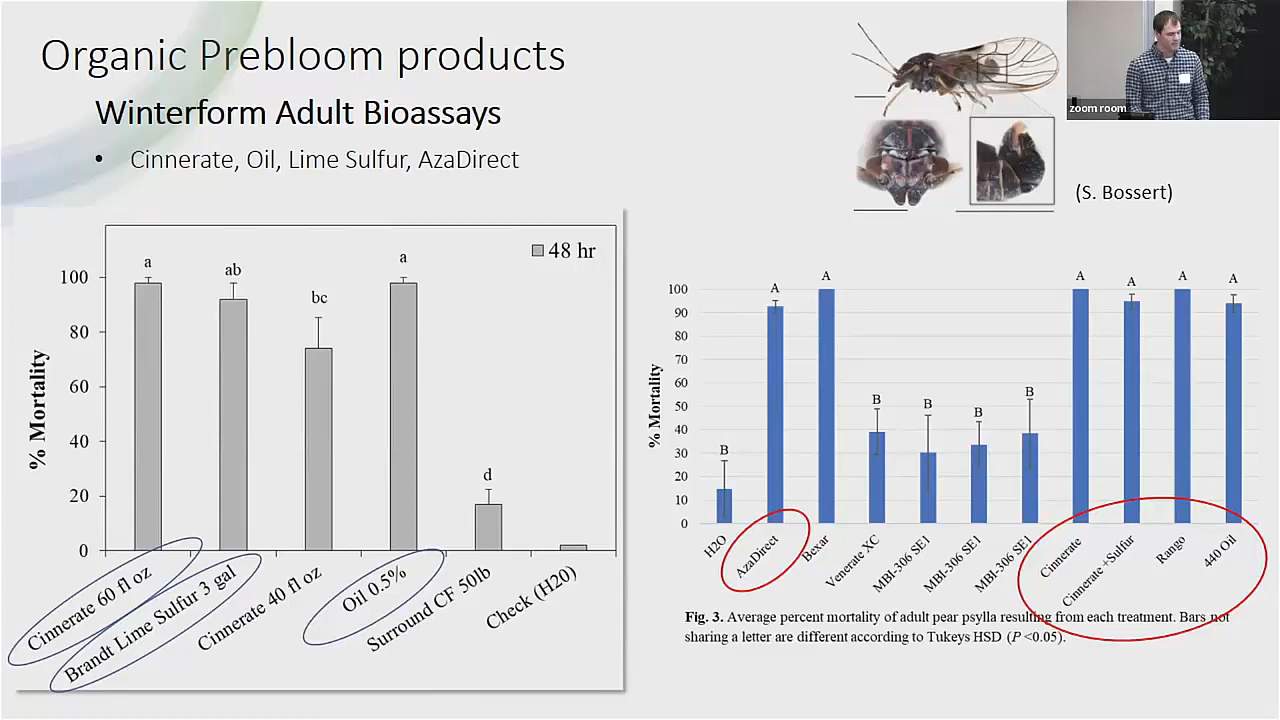 Organic Prebloom products
Winterform Adult Bioassays
• Cinnerate, Oil, Lime Sulfur, AzaDirect
zoom room
(S. Bossert)
48 hr
% Mortality
100
80
60
40
20
0
a
ab
bc
a
d
Cinnerate 60 fl oz
Brandt Lime Sulfur 3 gal
Cinnerate 40 fl oz
Oil 0.5%
Surround CF 50lb
Check (H20)
% Mortality
100
90
80
70
60
50
40
30
20
10
0
B
A
A
B
B
B
B
A
A
A
A
H2O
AzaDirect
Bexar
Venerate XC
MBI-306 SE1
MBI-306 SE1
MBI-306 SE1
Cinnerate
Cinnerate +Sulfur
Rango
440 Oil
Fig. 3. Average percent mortality of adult pear psylla resulting from each treatment. Bars not
sharing a letter are different according to Tukeys HSD (P <0.05).